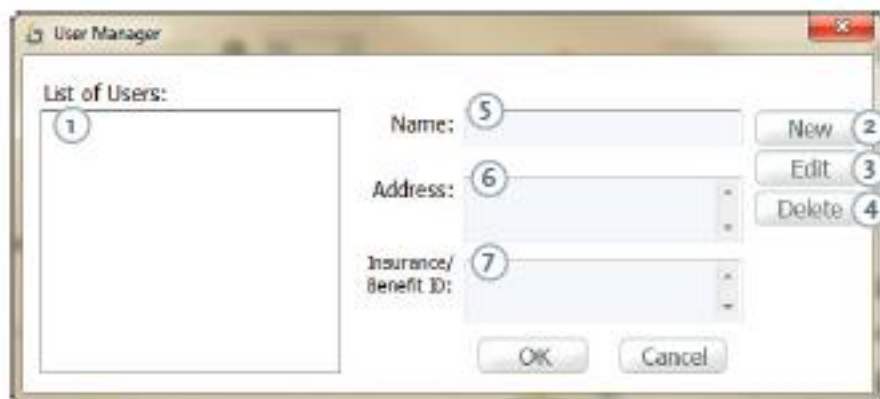 User Manager
List of Users:
1
Name:
5
New
2
Edit
3
Address:
6
Delete
4
Insurance/
Benefit ID:
7
OK
Cancel